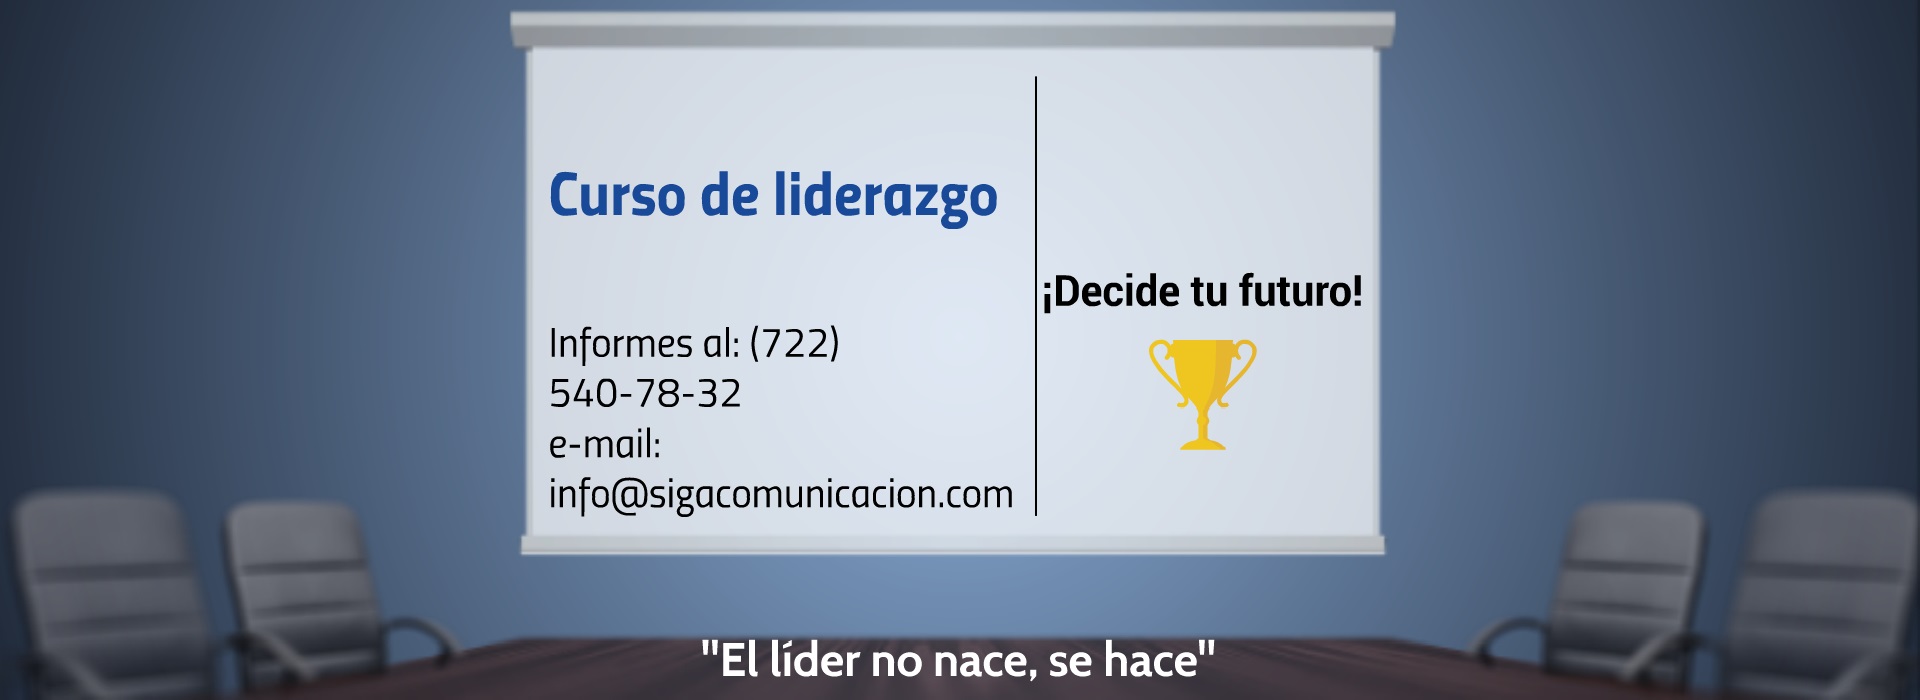 Curso de liderazgo
Informes al: (722)
540-78-32
e-mail:
info@sigacomunicacion.com
¡Decide tu futuro!
"El líder no nace, se hace"